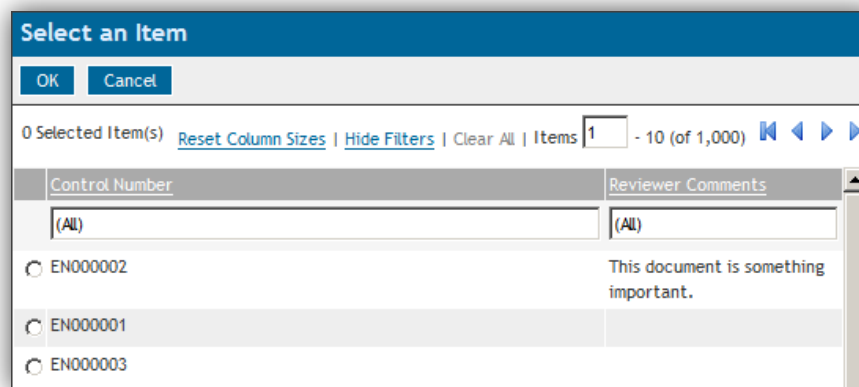 Select an Item
OK Cancel
0 Selected Item(s) Reset Column Sizes | Hide Filters | Clear All | Items 1 - 10 (of 1,000)
Control Number Reviewer Comments
(All) (All)
EN000002 This document is something
important.
EN000001
EN000003